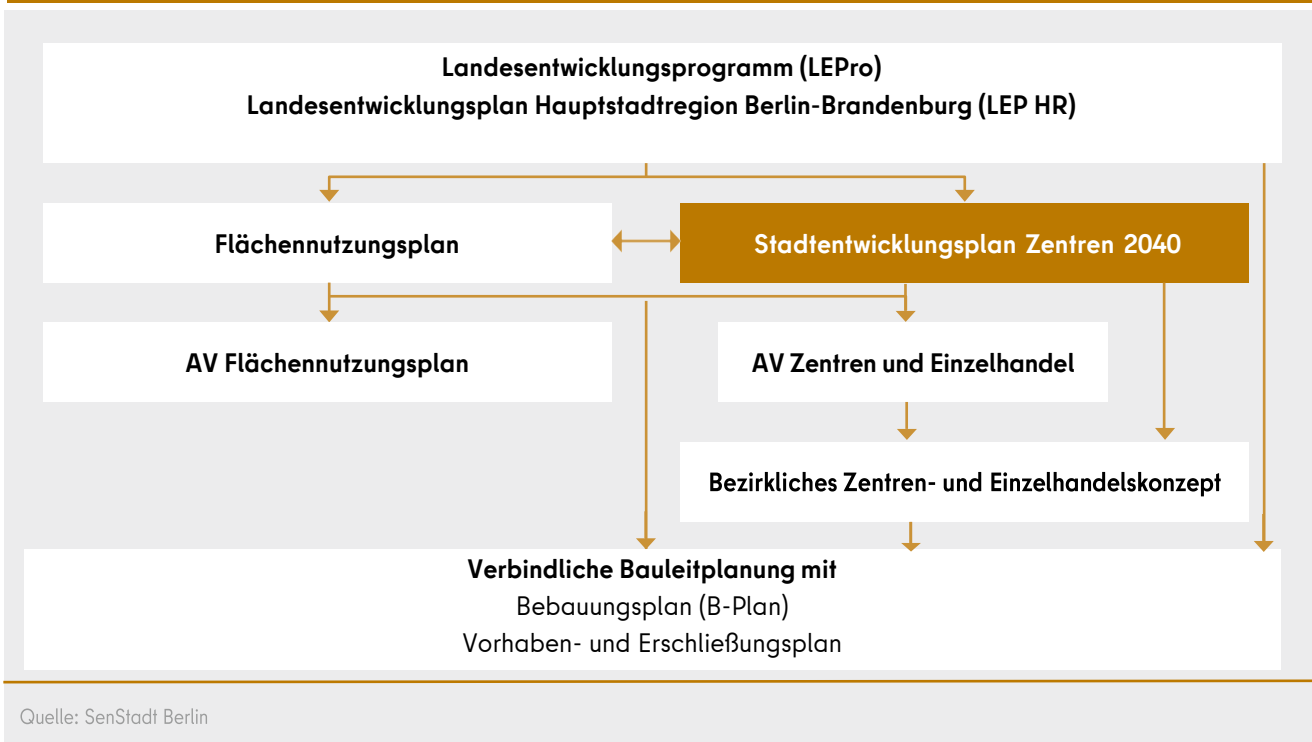 Landesentwicklungsprogramm (LEPro)
Landesentwicklungsplan Hauptstadtregion Berlin-Brandenburg (LEP HR)
Flächennutzungsplan
Stadtentwicklungsplan Zentren 2040
AV Flächennutzungsplan
AV Zentren und Einzelhandel
Bezirkliches Zentren- und Einzelhandelskonzept
Verbindliche Bauleitplanung mit
Bebauungsplan (B-Plan)
Vorhaben- und Erschließungsplan
Quelle: SenStadt Berlin